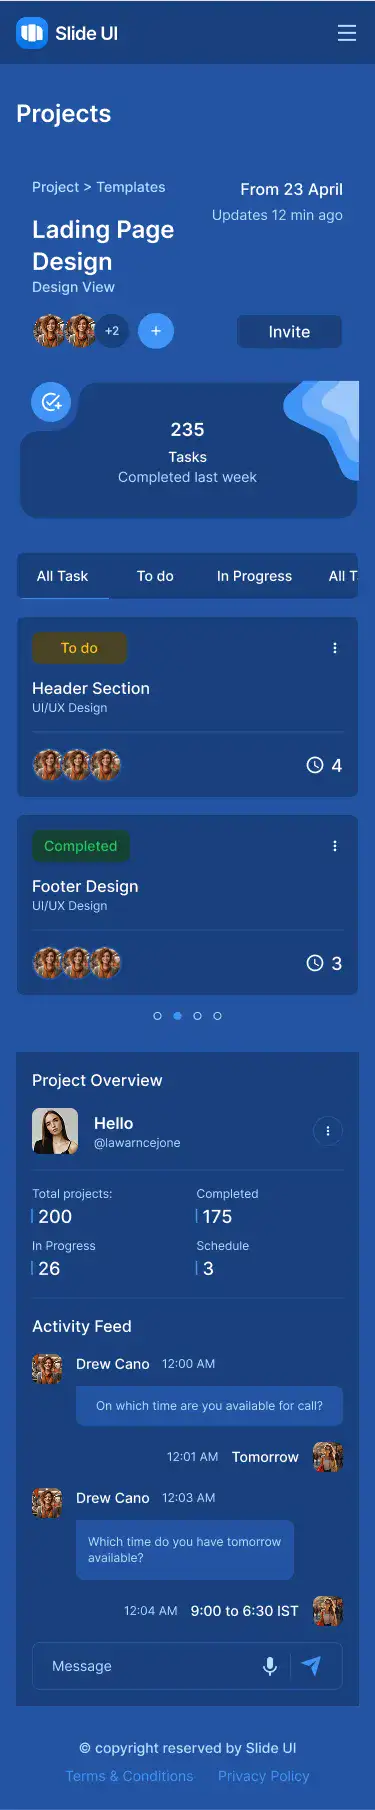 Slide UI
Projects
Project > Templates
From 23 April
Updates 12 min ago
Lading Page
Design
Design View
+2
+
Invite
235
Tasks
Completed last week
All Task
To do
In Progress
All T
To do
Header Section
UI/UX Design
4
Completed
Footer Design
UI/UX Design
3
Project Overview
Hello
@lawarncejone
Total projects:
Completed
200
175
In Progress
Schedule
26
3
Activity Feed
Drew Cano 12:00 AM
On which time are you available for call?
12:01 AM Tomorrow
Drew Cano 12:03 AM
Which time do you have tomorrow
available?
12:04 AM 9:00 to 6:30 IST
Message
© copyright reserved by Slide UI
Terms & Conditions Privacy Policy